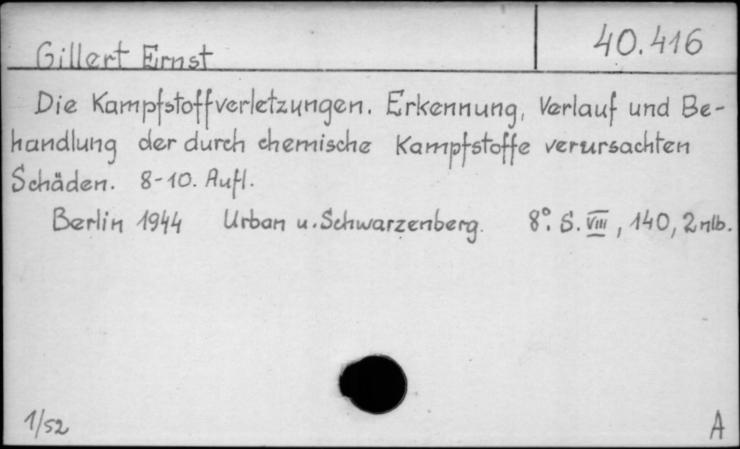 40.416
Gillert Ernst
Die Kampfstoffverletzungen. Erkennung, Verlauf und Be-
handlung der durch chemische Kampfstoffe verursachten
Schäden. 8-10. Aufl.
Berlin 1944 Urban u. Schwarzenberg. 8°. S. VIII, 140, 2 nlb.
1/52
A